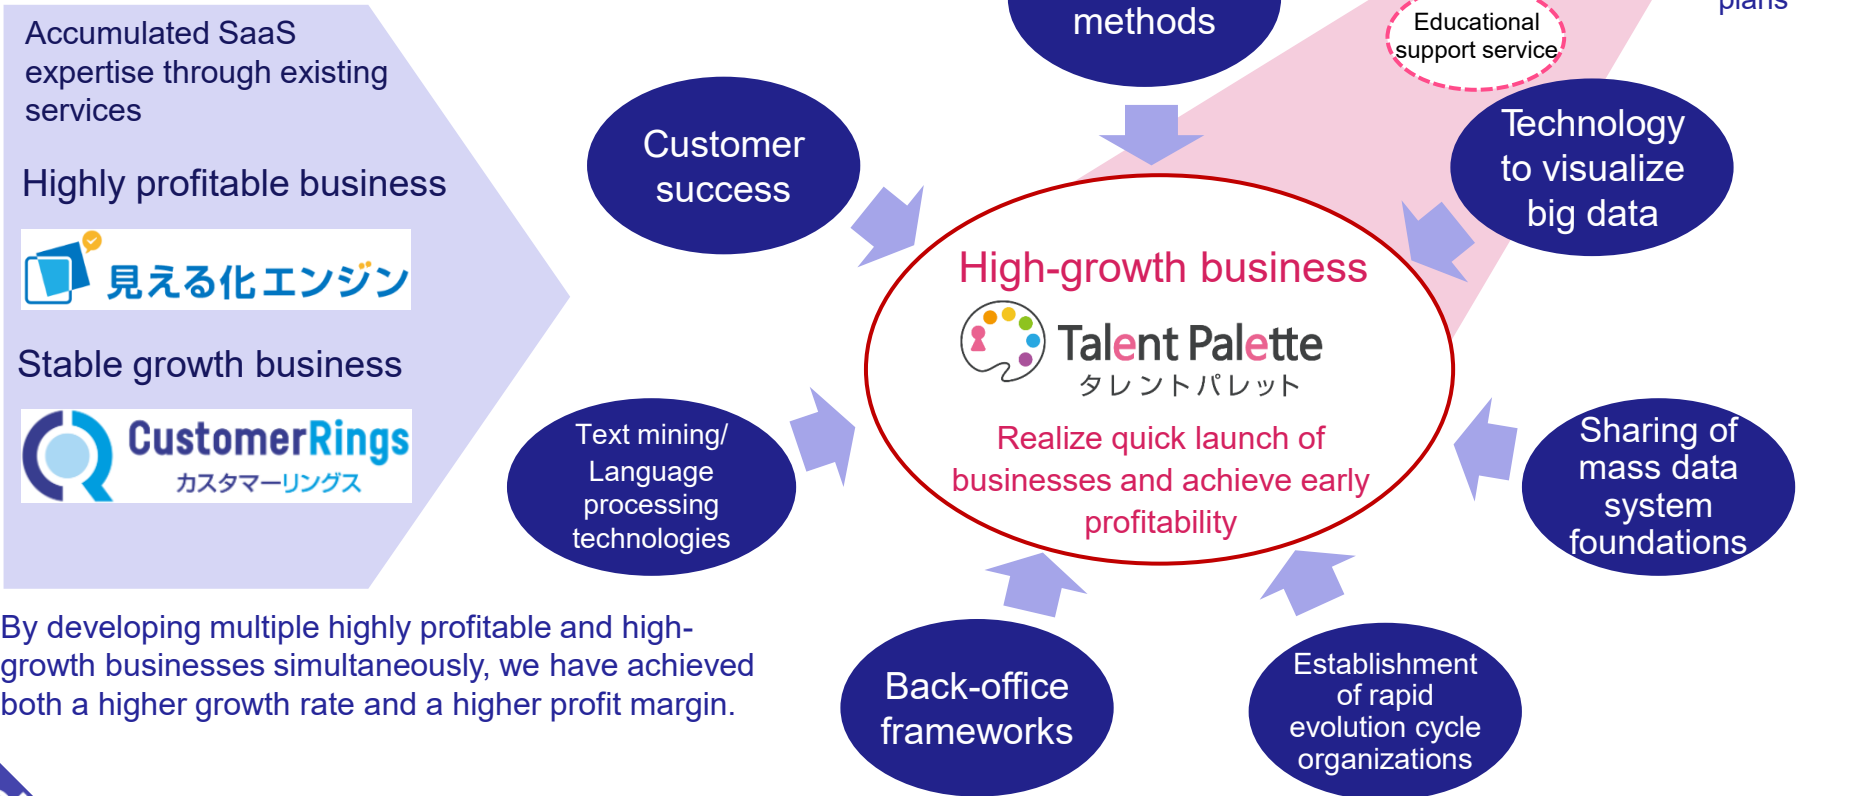 Accumulated SaaS
expertise through existing
services
Highly profitable business
見える化エンジン
Stable growth business
CustomerRings
カスタマーリングス
By developing multiple highly profitable and high-
growth businesses simultaneously, we have achieved
both a higher growth rate and a higher profit margin.
methods
Educational
support service
plans
Customer
success
Technology
to visualize
big data
High-growth business
Talent Palette
タレントパレット
Realize quick launch of
businesses and achieve early
profitability
Text mining/
Language
processing
technologies
Sharing of
mass data
system
foundations
Back-office
frameworks
Establishment
of rapid
evolution cycle
organizations